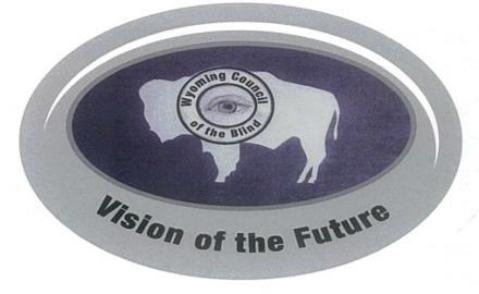 Wyoming Council
of the Blind
Vision of the Future